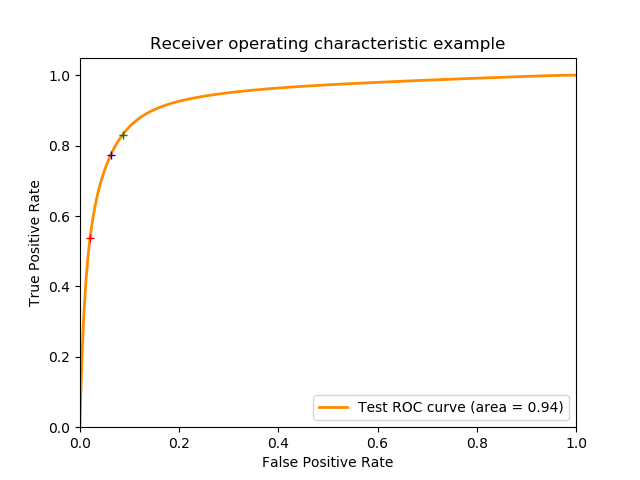 Receiver operating characteristic example
1.0
0.8
0.6
0.4
0.2
0.0
True Positive Rate
Test ROC curve (area = 0.94)
0.0 0.2 0.4 0.6 0.8 1.0
False Positive Rate